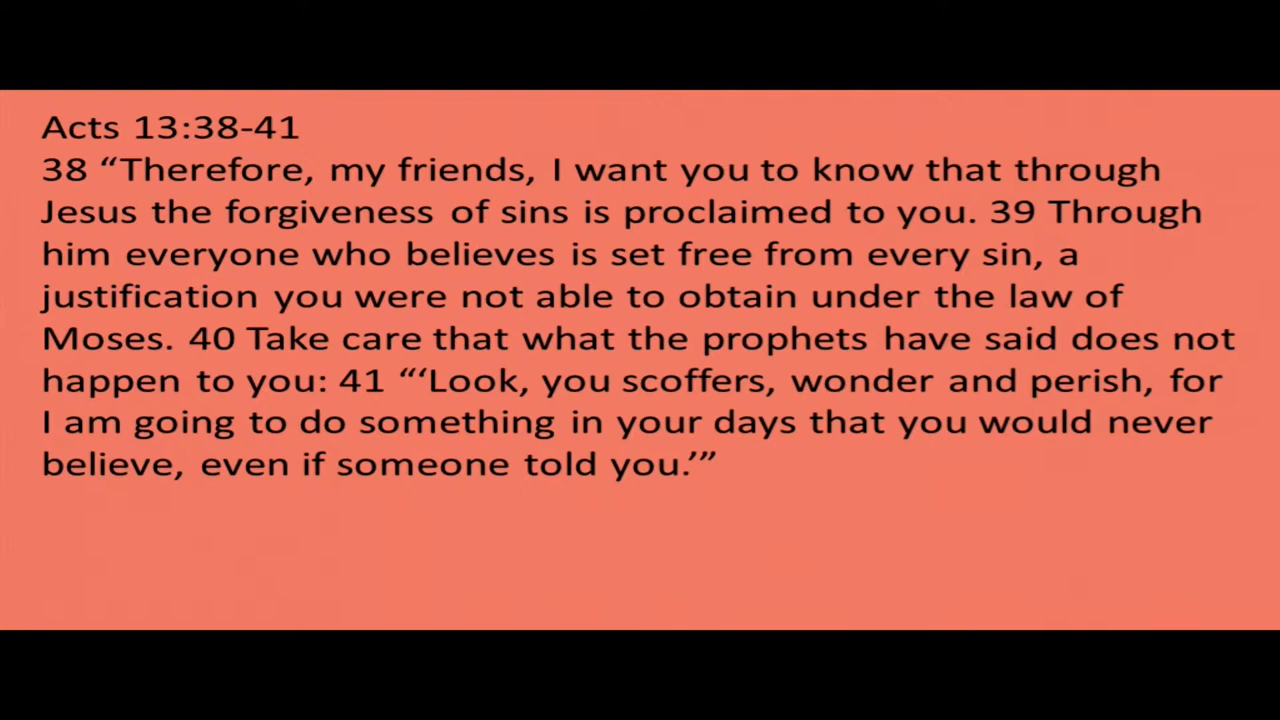 Acts 13:38-41
38 “Therefore, my friends, I want you to know that through
Jesus the forgiveness of sins is proclaimed to you. 39 Through
him everyone who believes is set free from every sin, a
justification you were not able to obtain under the law of
Moses. 40 Take care that what the prophets have said does not
happen to you: 41 “‘Look, you scoffers, wonder and perish, for
I am going to do something in your days that you would never
believe, even if someone told you.’”